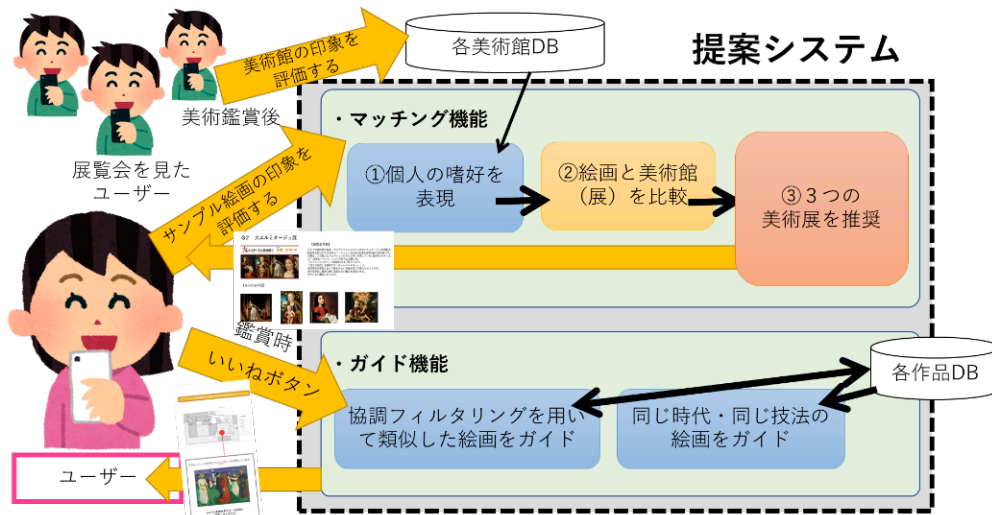 提案システム
各美術館DB
美術館の印象を
評価する
美術鑑賞後
展覧会を見た
ユーザー
・マッチング機能
①個人の嗜好を
表現
②絵画と美術館
（展）を比較
③３つの
美術展を推奨
サンプル絵画の印象を
評価する
鑑賞時
いいねボタン
・ガイド機能
協調フィルタリングを用い
て類似した絵画をガイド
同じ時代・同じ技法の
絵画をガイド
各作品DB
ユーザー